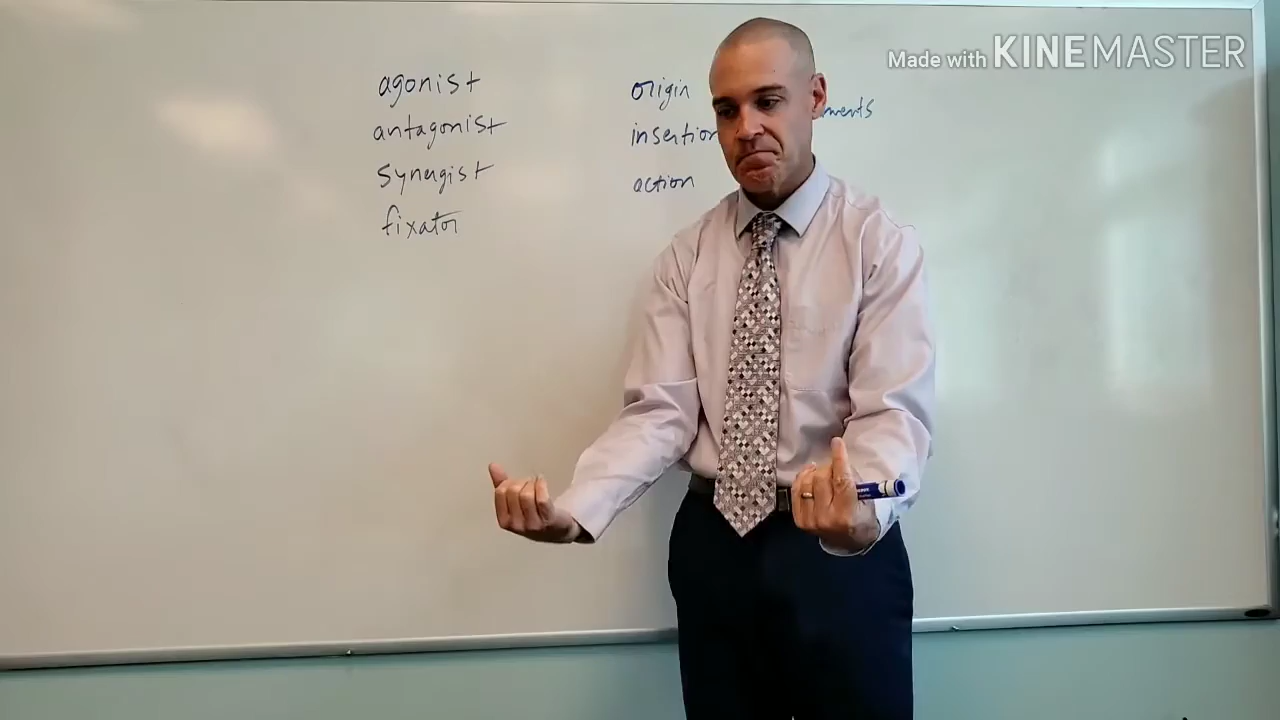 Made with KINEMASTER
agonist
antagonist
synergist
fixator
origin
insertion
action